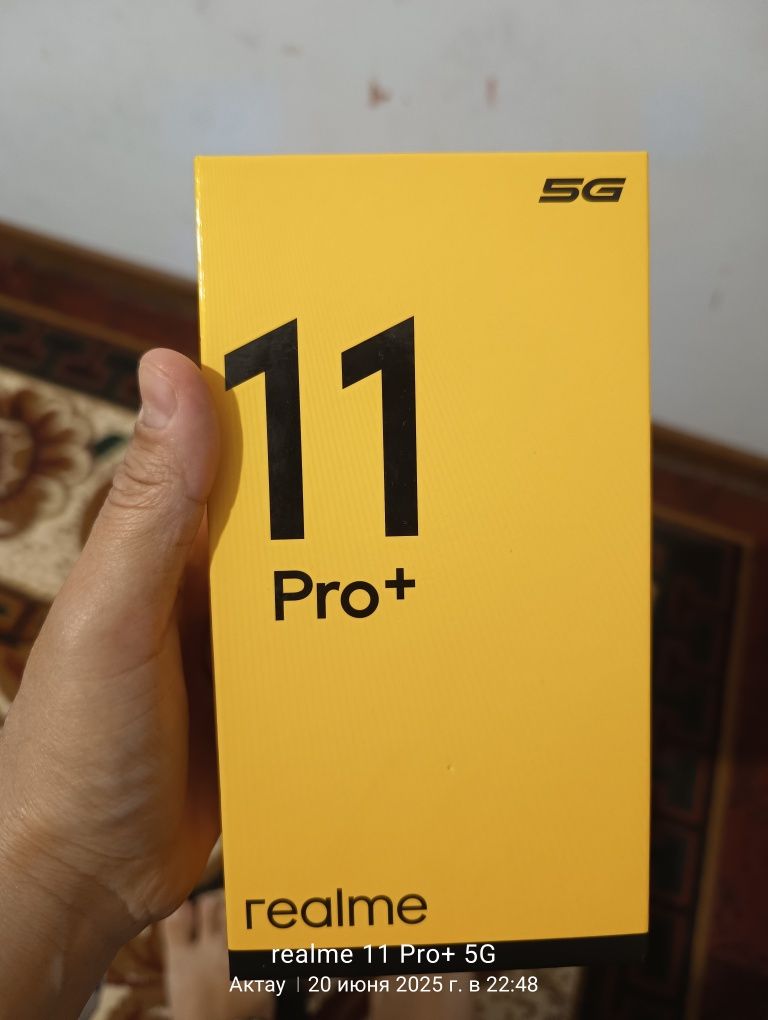 5G
11
Pro+
realme
realme 11 Pro+ 5G
Актау | 20 июня 2025 г. в 22:48